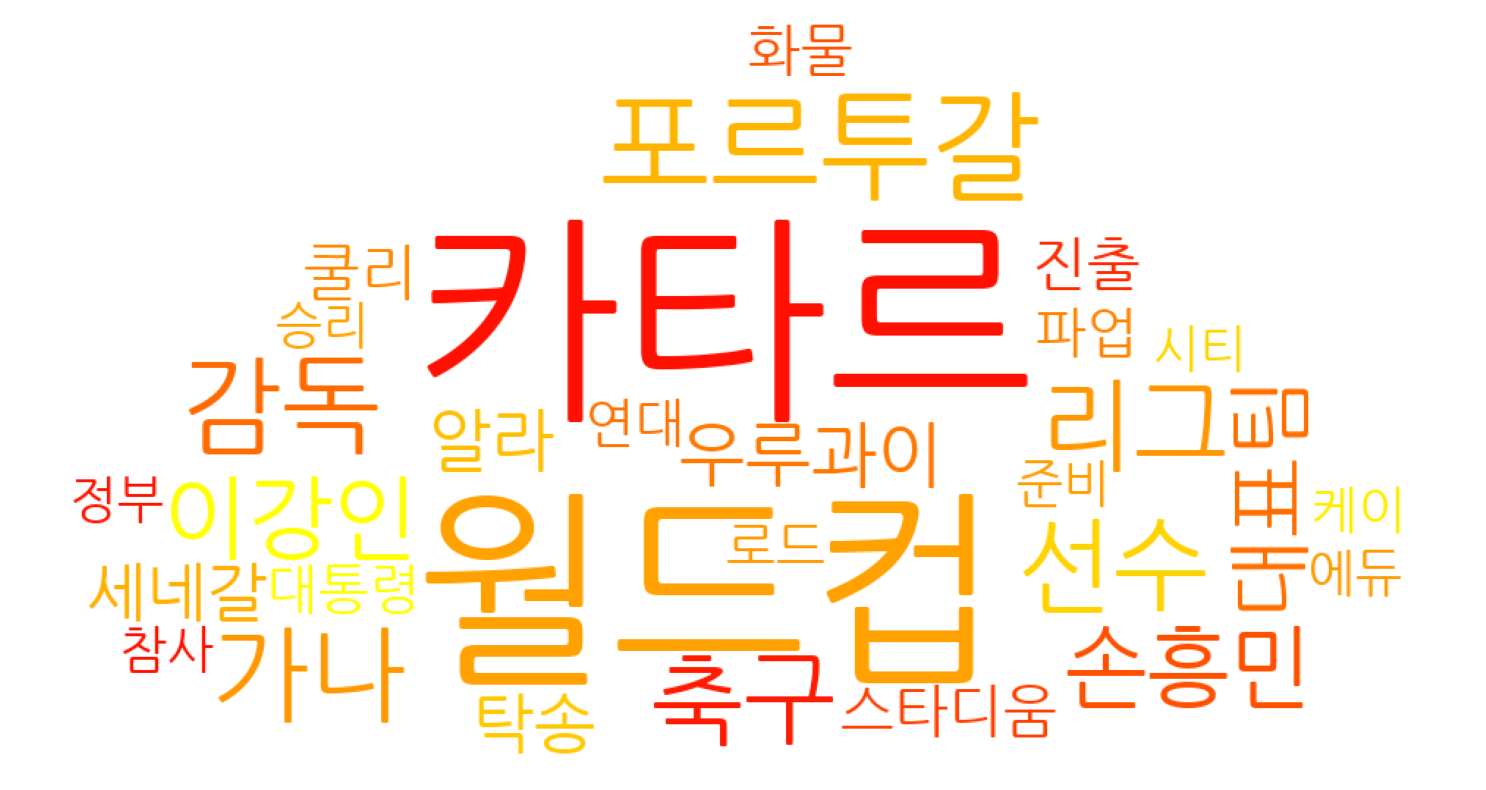 화물
포르투갈
카타르
쿨리
진출
승리
파업
시티
감독
알라
연대
우루과이
리그
대표팀
정부
이강인
월드컵
로드
준비
선수
케이
세네갈
대통령
에듀
참사
가나
탁송
축구
스타디움
손흥민